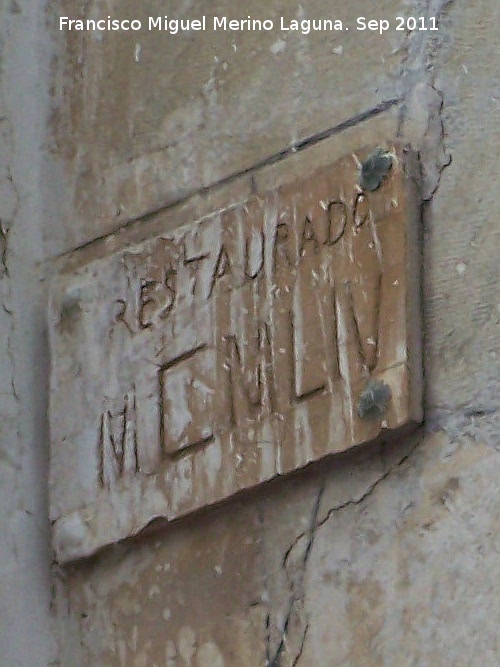 Francisco Miguel Merino Laguna. Sep 2011
RESTAURADO
MCMLIV